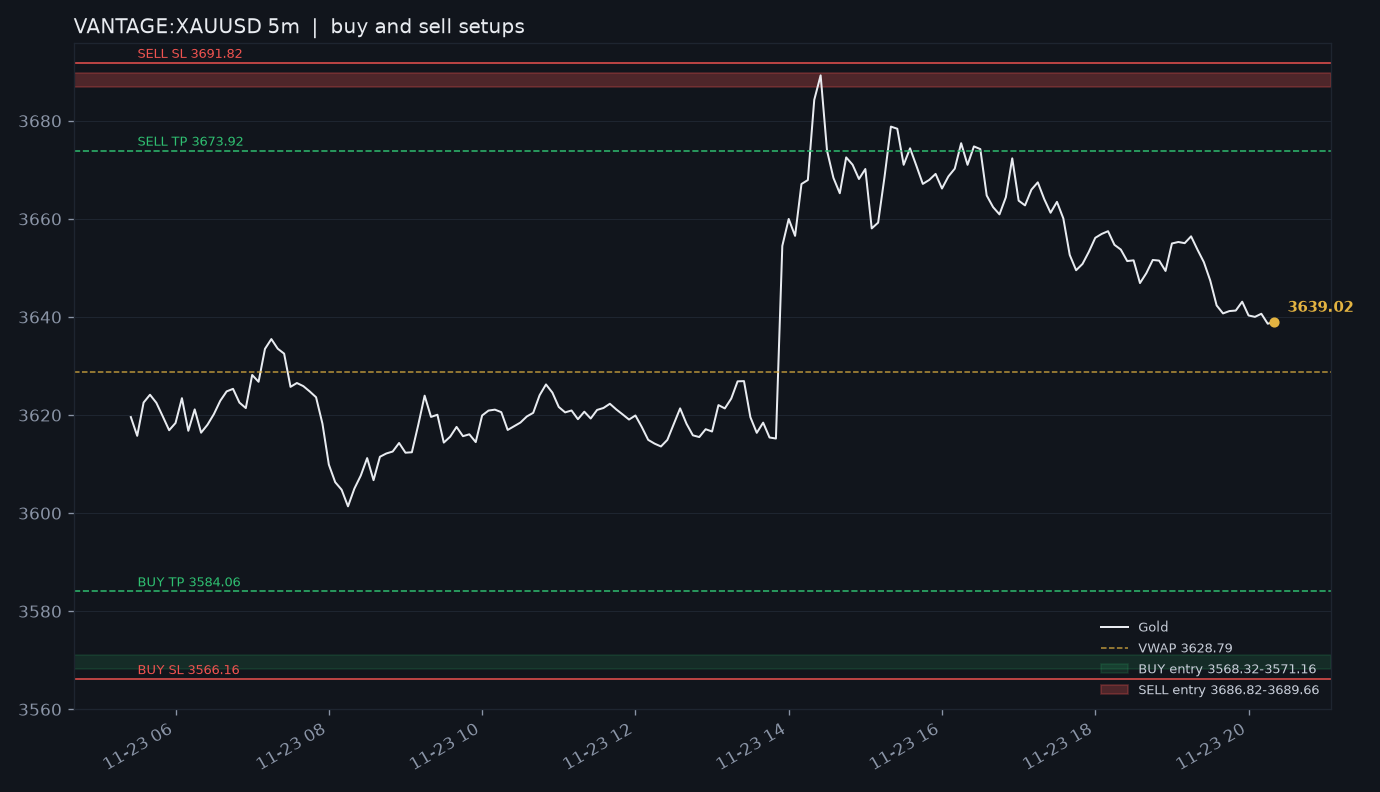 VANTAGE:XAUUSD 5m | buy and sell setups
SELL SL 3691.82
3680
SELL TP 3673.92
3660
3640
3639.02
3620
3600
BUY TP 3584.06
3580
Gold
VWAP 3628.79
BUY SL 3566.16
BUY entry 3568.32-3571.16
SELL entry 3686.82-3689.66
3560
11-23 06
11-23 08
11-23 10
11-23 12
11-23 14
11-23 16
11-23 18
11-23 20